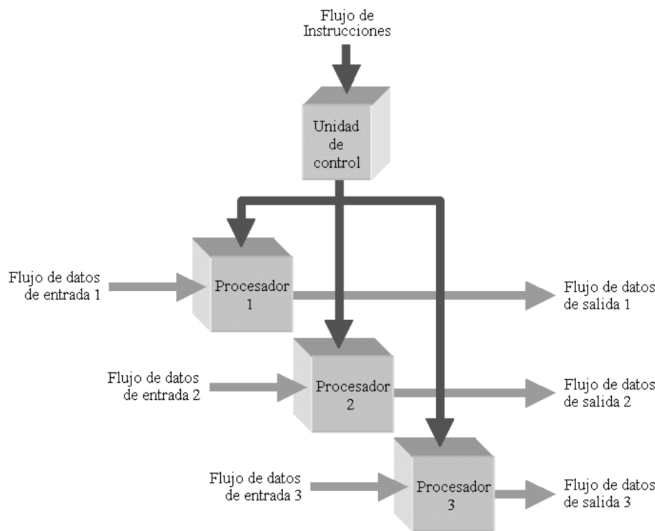 Flujo de
Instrucciones
Unidad
de
control
Flujo de datos
de entrada 1
Procesador
1
Flujo de datos
de salida 1
Flujo de datos
de entrada 2
Procesador
2
Flujo de datos
de salida 2
Flujo de datos
de entrada 3
Procesador
3
Flujo de datos
de salida 3